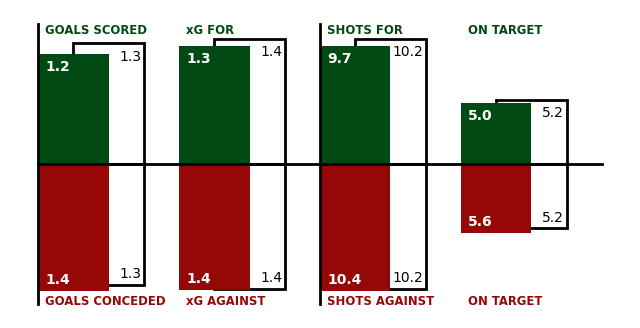 GOALS SCORED xG FOR SHOTS FOR ON TARGET
1.2 1.3 1.3 1.4 9.7 10.2 5.0 5.2
1.4 1.3 1.4 1.4 10.4 10.2 5.6 5.2
GOALS CONCEDED xG AGAINST SHOTS AGAINST ON TARGET